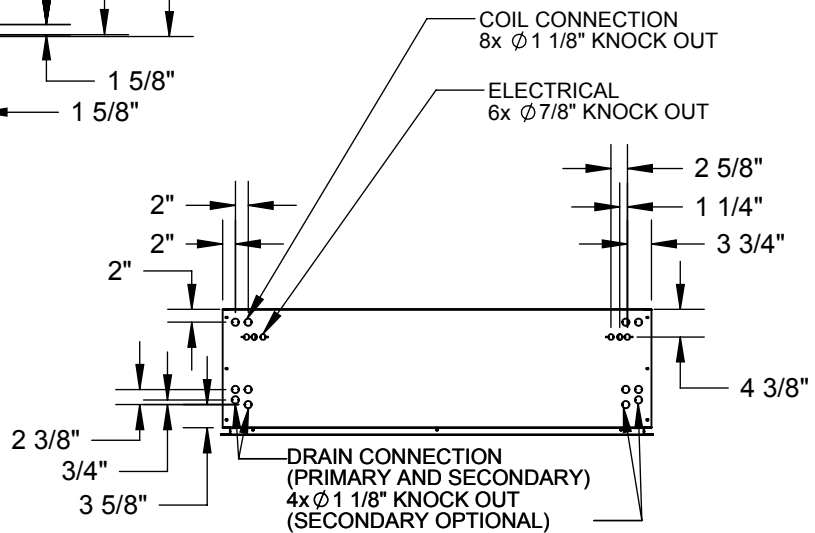 COIL CONNECTION
8x ∅1 1/8" KNOCK OUT
1 5/8"
ELECTRICAL
6x ∅7/8" KNOCK OUT
1 5/8"
2 5/8"
2"
1 1/4"
2"
3 3/4"
2"
4 3/8"
2 3/8"
3/4"
3 5/8"
DRAIN CONNECTION
(PRIMARY AND SECONDARY)
4x ∅1 1/8" KNOCK OUT
(SECONDARY OPTIONAL)